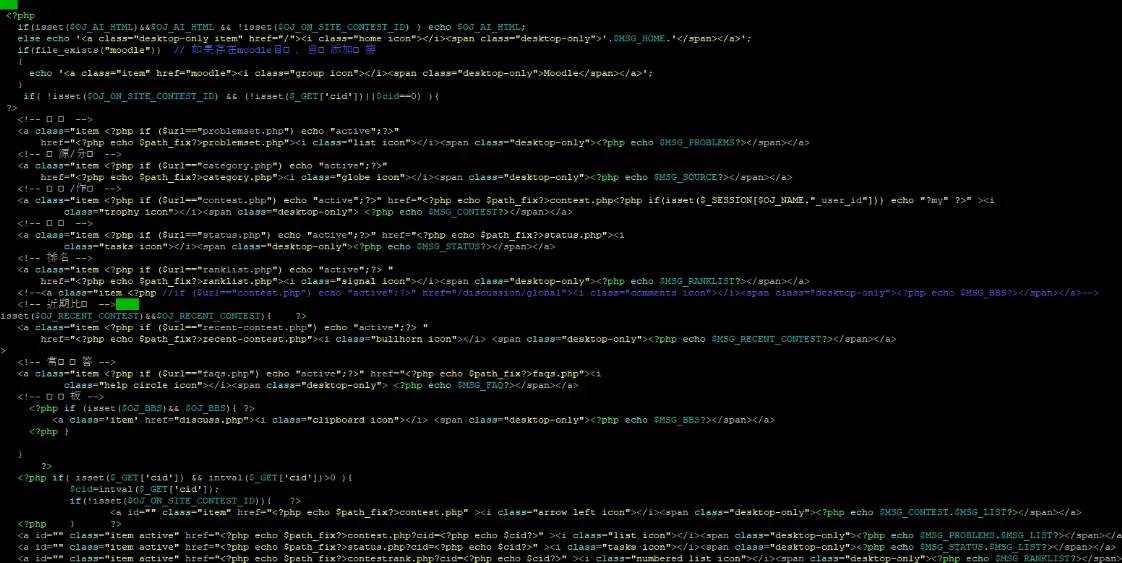 <?php
if(isset($OJ_AI_HTML)&&$OJ_AI_HTML && !isset($OJ_ON_SITE_CONTEST_ID) ) echo $OJ_AI_HTML;
else echo '<a class="desktop-only item" href="/"><i class="home icon"></i><span class="desktop-only">'.$MSG_HOME.'</span></a>';
if(file_exists("moodle")) // 如果存在moodle目 , 自 添加
{
echo '<a class="item" href="moodle"><i class="group icon"></i><span class="desktop-only">Moodle</span></a>';
}
if( !isset($OJ_ON_SITE_CONTEST_ID) && (!isset($_GET['cid'])||$cid==0) ){
?>
<!-- -->
<a class="item <?php if ($url=="problemset.php") echo "active";?>"
href="<?php echo $path_fix?>problemset.php"><i class="list icon"></i><span class="desktop-only"><?php echo $MSG_PROBLEMS?></span></a>
<!-- 源/分 -->
<a class="item <?php if ($url=="category.php") echo "active";?>"
href="<?php echo $path_fix?>category.php"><i class="globe icon"></i><span class="desktop-only"><?php echo $MSG_SOURCE?></span></a>
<!-- /作 -->
<a class="item <?php if ($url=="contest.php") echo "active";?>" href="<?php echo $path_fix?>contest.php<?php if(isset($_SESSION[$OJ_NAME."_user_id"])) echo "?my" ?>" ><i
class="trophy icon"></i><span class="desktop-only"> <?php echo $MSG_CONTEST?></span></a>
<!-- -->
<a class="item <?php if ($url=="status.php") echo "active";?>" href="<?php echo $path_fix?>status.php"><i
class="tasks icon"></i><span class="desktop-only"><?php echo $MSG_STATUS?></span></a>
<!-- 排名 -->
<a class="item <?php if ($url=="ranklist.php") echo "active";?> "
href="<?php echo $path_fix?>ranklist.php"><i class="signal icon"></i><span class="desktop-only"><?php echo $MSG_RANKLIST?></span></a>
<!--<a class="item <?php //if ($url=="contest.php") echo "active";?>" href="/discussion/global"><i class="comments icon"></i><span class="desktop-only"><?php echo $MSG_BBS?></span></a>-->
<!-- 近期比 -->
isset($OJ_RECENT_CONTEST)&&$OJ_RECENT_CONTEST){ ?>
<a class="item <?php if ($url=="recent-contest.php") echo "active";?> "
href="<?php echo $path_fix?>recent-contest.php"><i class="bullhorn icon"></i> <span class="desktop-only"><?php echo $MSG_RECENT_CONTEST?></span></a>
>
<!-- 常 答 -->
<a class="item <?php if ($url=="faqs.php") echo "active";?>" href="<?php echo $path_fix?>faqs.php"><i
class="help circle icon"></i><span class="desktop-only"> <?php echo $MSG_FAQ?></span></a>
<!-- 板 -->
<?php if (isset($OJ_BBS)&& $OJ_BBS){ ?>
<a class='item' href="discuss.php"><i class="clipboard icon"></i> <span class="desktop-only"><?php echo $MSG_BBS?></span></a>
<?php }
}
?>
<?php if( isset($_GET['cid']) && intval($_GET['cid'])>0 ){
$cid=intval($_GET['cid']);
if(!isset($OJ_ON_SITE_CONTEST_ID)){ ?>
<a id="" class="item" href="<?php echo $path_fix?>contest.php" ><i class="arrow left icon"></i><span class="desktop-only"><?php echo $MSG_CONTEST.$MSG_LIST?></span></a>
<?php } ?>
<a id="" class="item active" href="<?php echo $path_fix?>contest.php?cid=<?php echo $cid?>" ><i class="list icon"></i><span class="desktop-only"><?php echo $MSG_PROBLEMS.$MSG_LIST?></span></a
<a id="" class="item active" href="<?php echo $path_fix?>status.php?cid=<?php echo $cid?>" ><i class="tasks icon"></i><span class="desktop-only"><?php echo $MSG_STATUS.$MSG_LIST?></span></a>
<a id="" class="item active" href="<?php echo $path_fix?>contestrank.php?cid=<?php echo $cid?>" ><i class="numbered list icon"></i><span class="desktop-only"><?php echo $MSG_RANKLIST?></span></a>